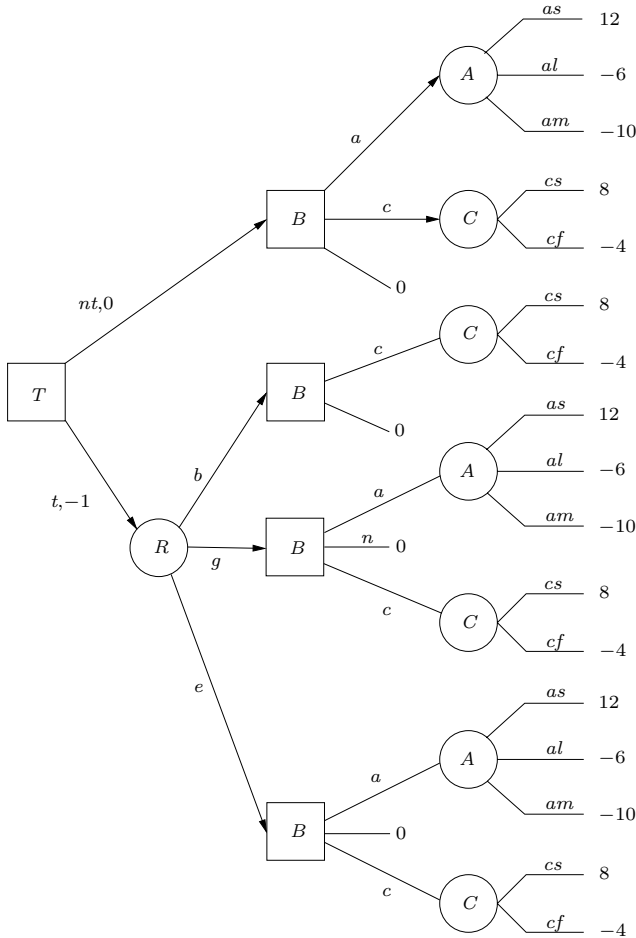 as 12
A al −6
am −10
a
cs 8
B c C
cf −4
0
nt,0
cs 8
C
c cf −4
T B
0
as 12
b
a A al −6
t,−1
am −10
R g B n 0
cs 8
c C
cf −4
e
as 12
a A al −6
am −10
B 0
cs 8
c C
cf −4